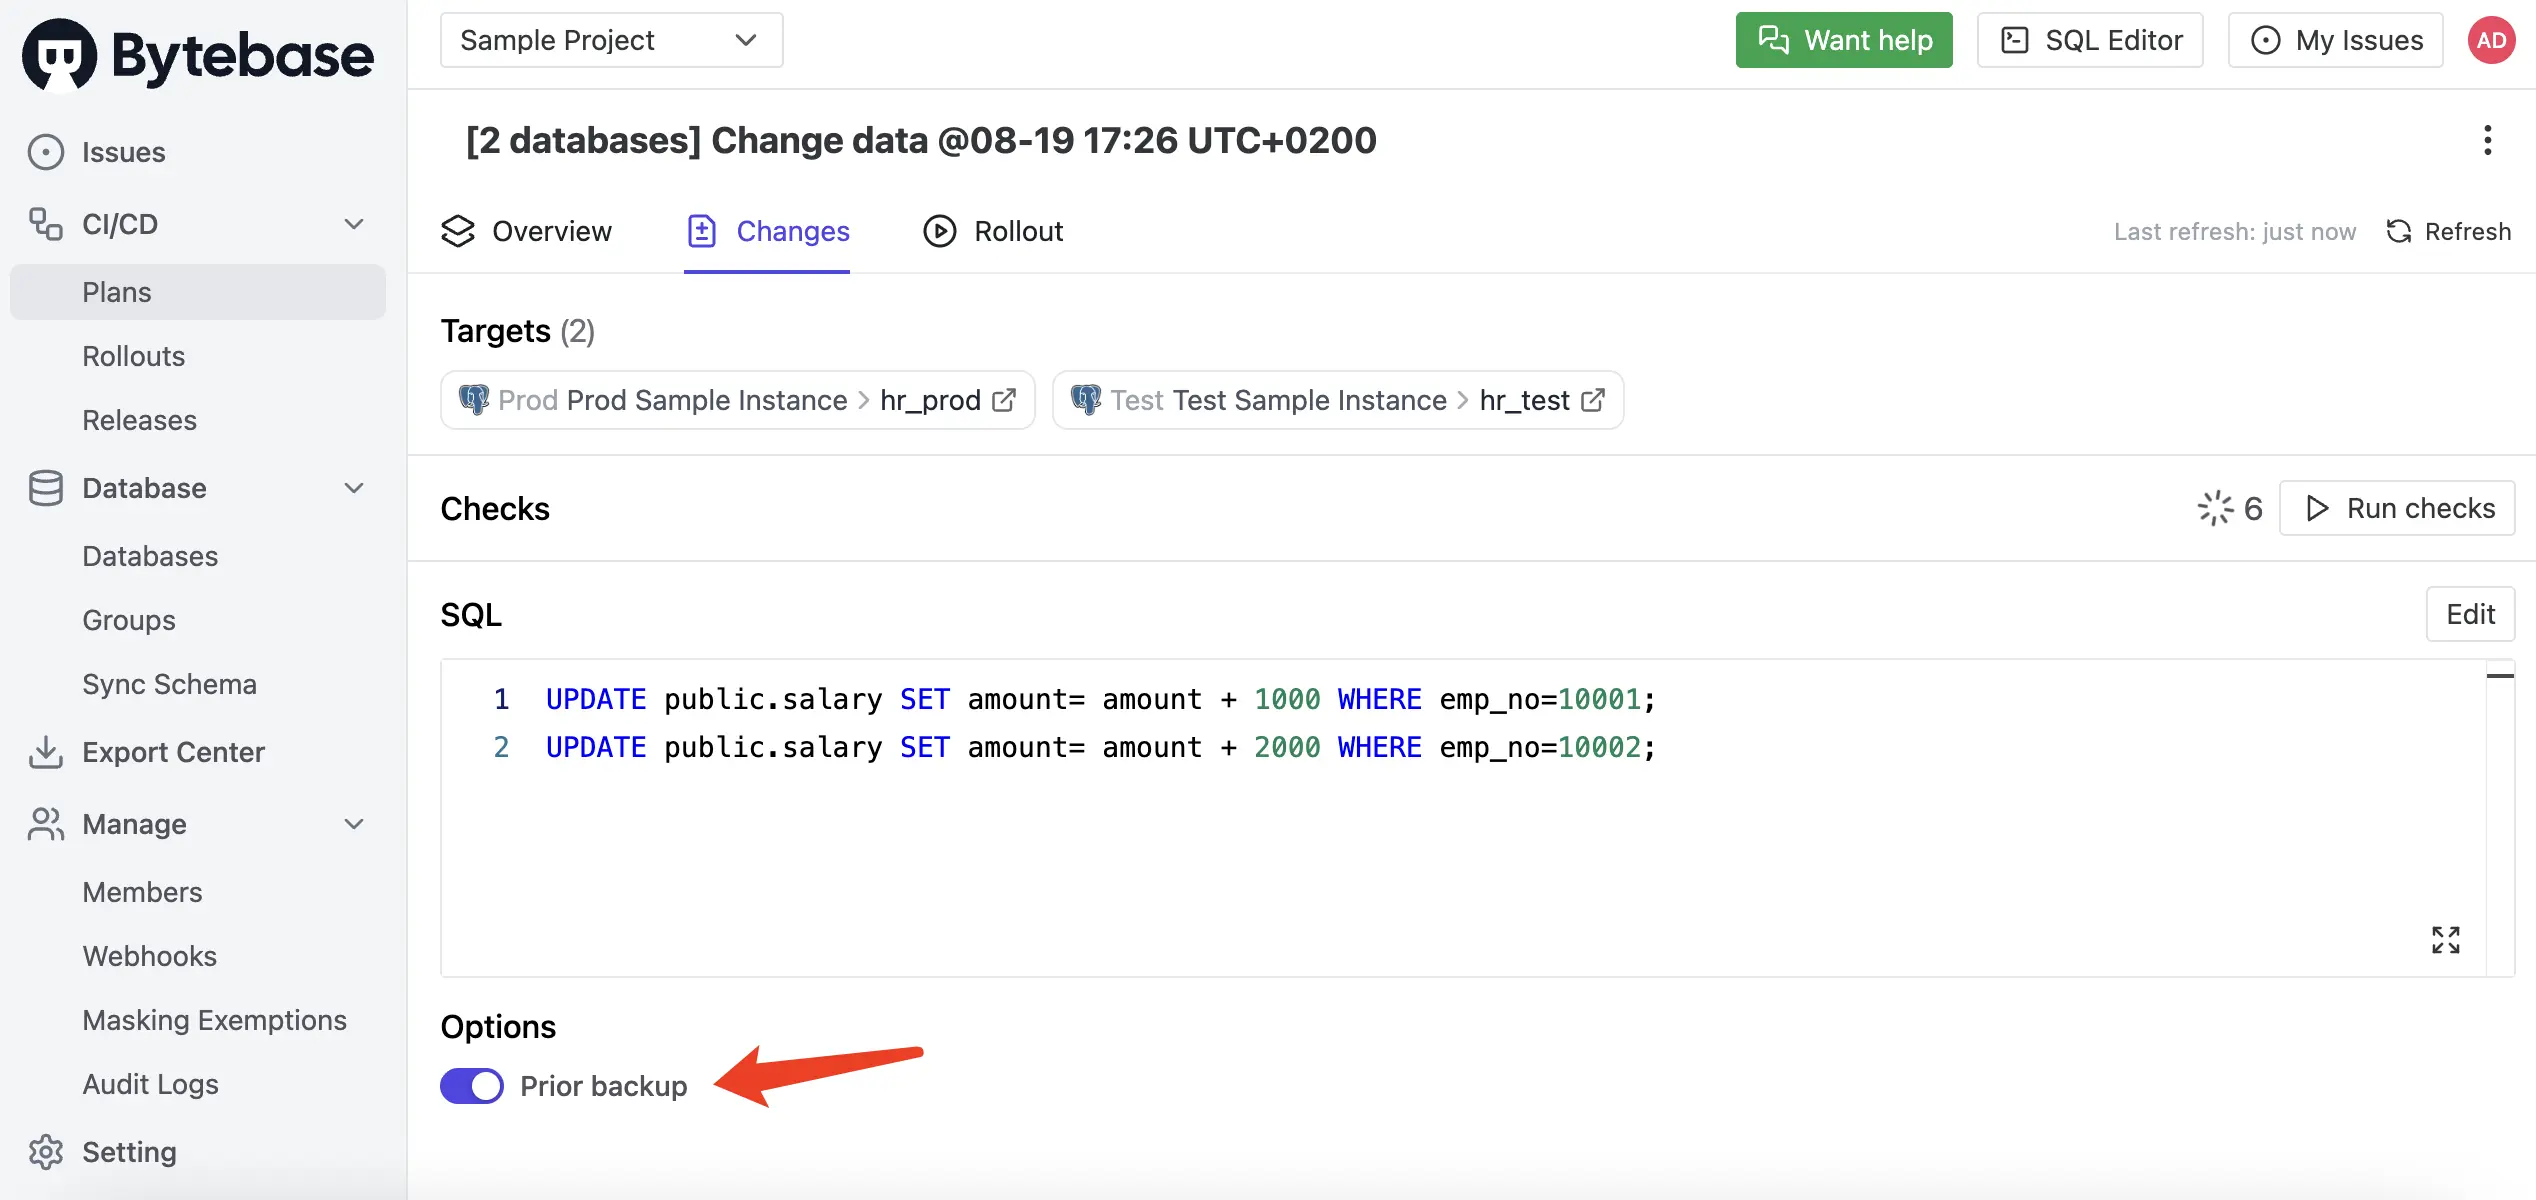 Bytebase
Issues
CI/CD
Plans
Rollouts
Releases
Database
Databases
Groups
Sync Schema
Export Center
Manage
Members
Webhooks
Masking Exemptions
Audit Logs
Setting
Sample Project
Want help
SQL Editor
My Issues
AD
[2 databases] Change data @08-19 17:26 UTC+0200
Overview
Changes
Rollout
Last refresh: just now
Refresh
Targets (2)
Prod Prod Sample Instance > hr_prod
Test Test Sample Instance > hr_test
Checks
6
Run checks
SQL
Edit
1 UPDATE public.salary SET amount= amount + 1000 WHERE emp_no=10001;
2 UPDATE public.salary SET amount= amount + 2000 WHERE emp_no=10002;
Options
Prior backup